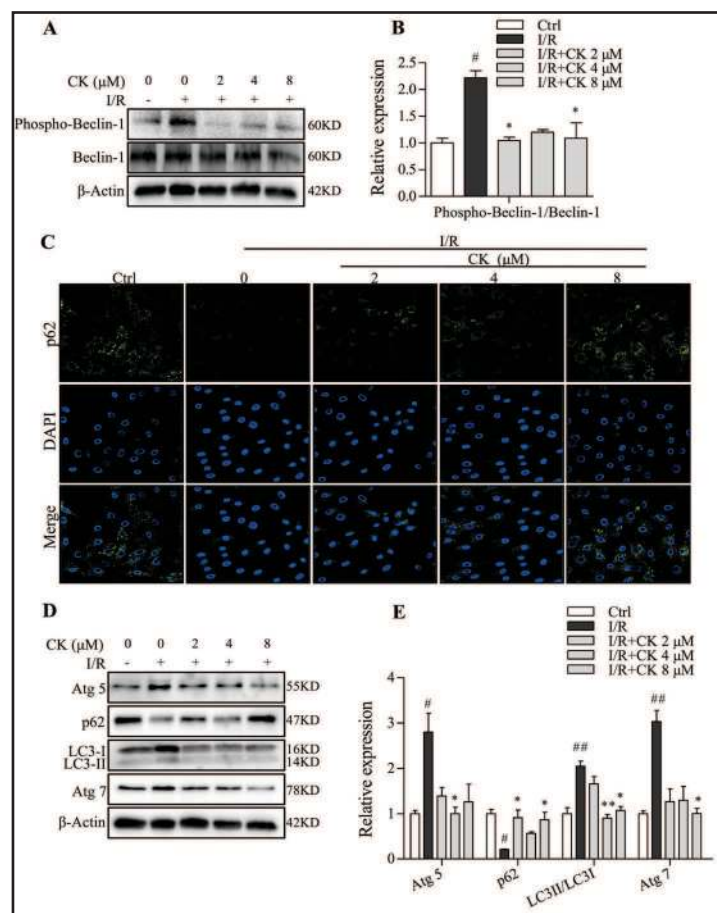 A
CK (μM) 0 0 2 4 8
I/R - + + + +
Phospho-Beclin-1 60KD
Beclin-1 60KD
β-Actin 42KD
B
Ctrl
I/R
I/R+CK 2 μM
I/R+CK 4 μM
I/R+CK 8 μM
Relative expression
2.5
2.0
1.5
1.0
0.5
0.0
#
*
*
Phospho-Beclin-1/Beclin-1
C
I/R
CK (μM)
Ctrl 0 2 4 8
p62
DAPI
Merge
D
CK (μM) 0 0 2 4 8
I/R - + + + +
Atg 5 55KD
p62 47KD
LC3-I 16KD
LC3-II 14KD
Atg 7 78KD
β-Actin 42KD
E
Ctrl
I/R
I/R+CK 2 μM
I/R+CK 4 μM
I/R+CK 8 μM
Relative expression
4
3
2
1
0
# * # * * ## ** * ## *
Atg 5 p62 LC3II/LC3I Atg 7